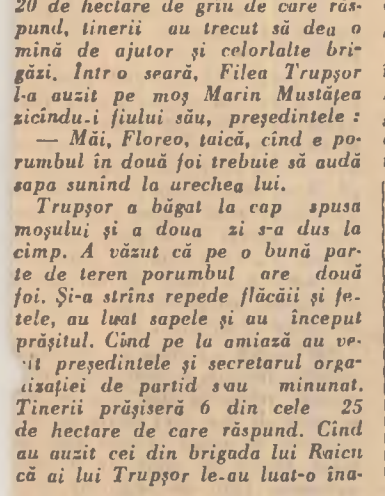 20 de hectare de grîu de care răs-
pund, tinerii au trecut să dea o
mînă de ajutor și celorlalte bri-
găzi. Într-o seară, Filea Trupșor
l-a auzit pe moș Marin Mustățea
zicîndu-i fiului său, președintele :
— Măi, Floreo, taică, cînd e po-
rumbul în două foi trebuie să audă
sapa sunînd la urechea lui.
Trupșor a băgat la cap spusa
moșului și a doua zi s-a dus la
cîmp. A văzut că pe o bună par-
te de teren porumbul are două
foi. Și-a strîns repede flăcăii și fe-
tele, au luat sapele și au început
prășitul. Cînd pe la amiază au ve-
nit președintele și secretarul orga-
nizației de partid s-au minunat.
Tinerii prășiseră 6 din cele 25
de hectare de care răspund. Cînd
au auzit cei din brigada lui Raicu
că ai lui Trupșor le-au luat-o îna-